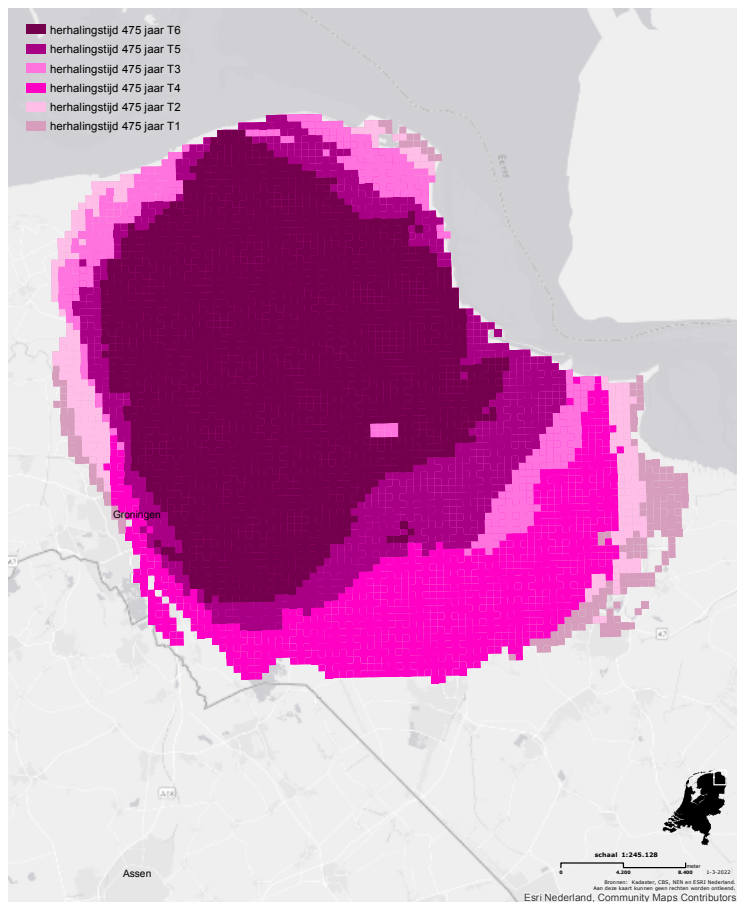 herhalingstijd 475 jaar T6
herhalingstijd 475 jaar T5
herhalingstijd 475 jaar T3
herhalingstijd 475 jaar T4
herhalingstijd 475 jaar T2
herhalingstijd 475 jaar T1
Groningen
A7
Assen
schaal 1:245.128
meter
0 4.200 8.400 1-3-2022
Bronnen: Kadaster, CBS, NEN en ESRI Nederland.
Aan deze kaart kunnen geen rechten worden ontleend.
Esri Nederland, Community Maps Contributors